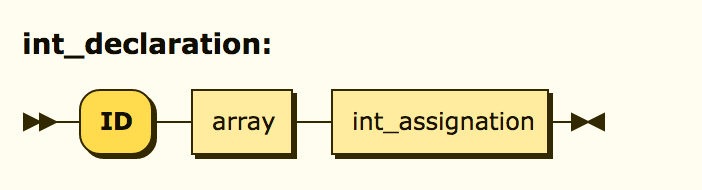 int_declaration:
ID array int_assignation